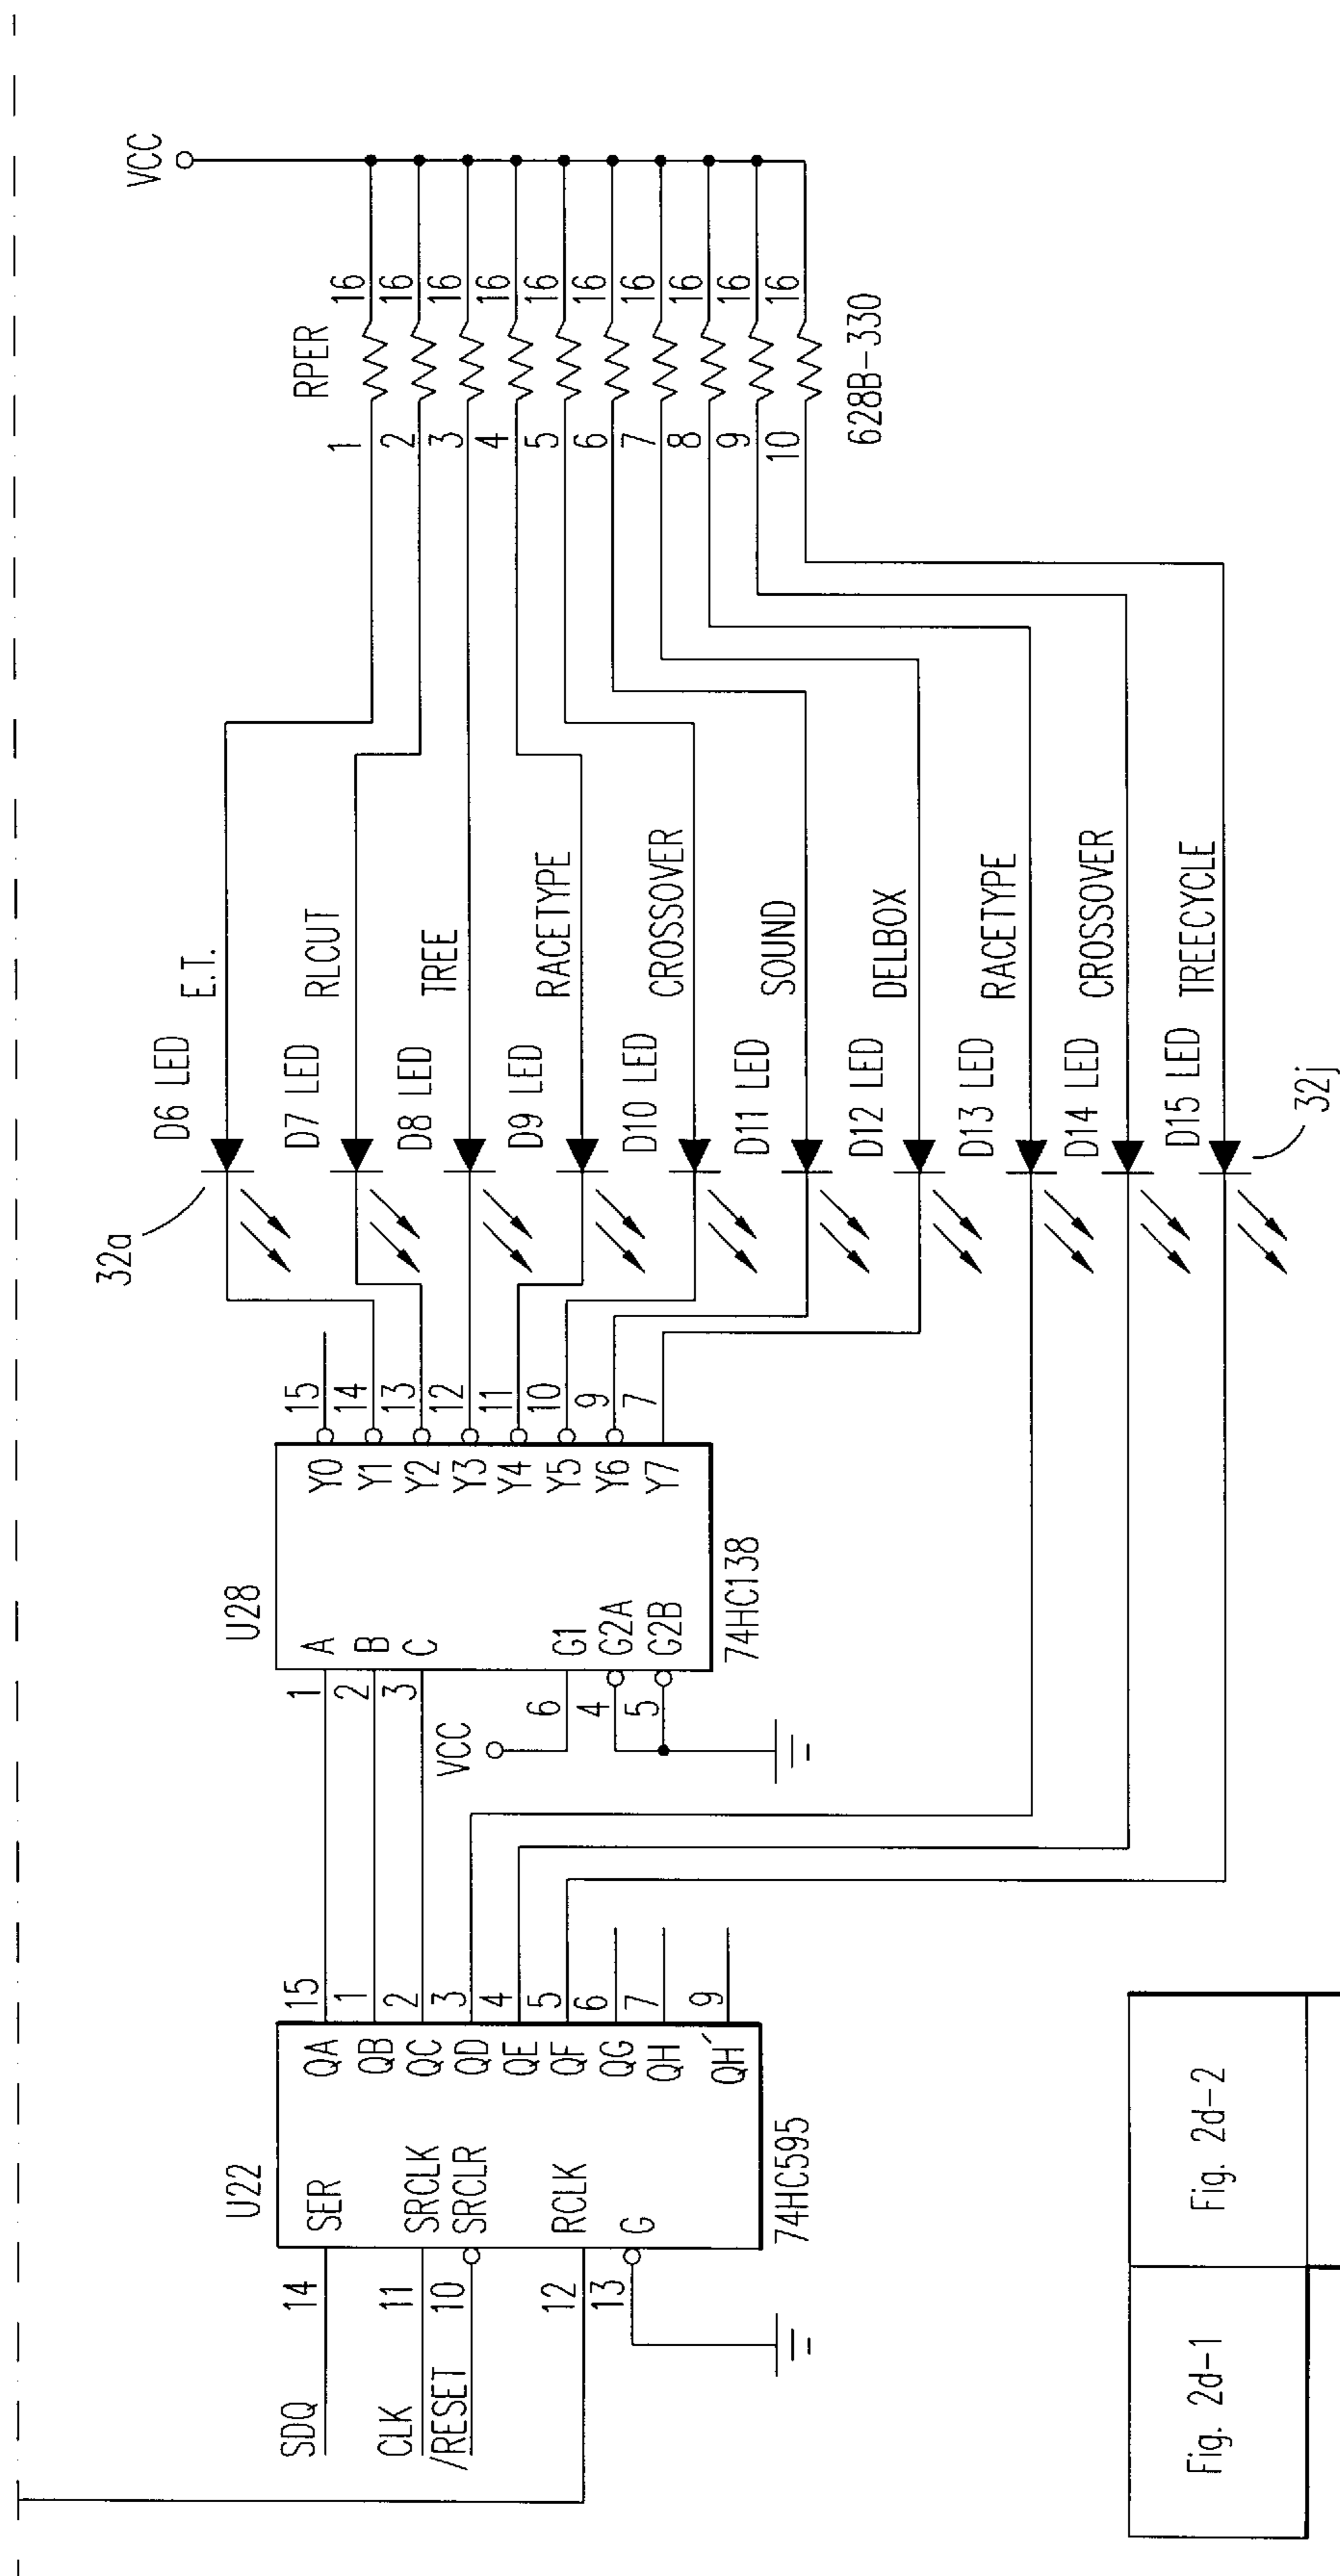 VCC
RPER
1 16
2 16
3 16
4 16
5 16
6 16
7 16
8 16
9 16
10 16
628B-330
32a
D6 LED E.T.
D7 LED RLCUT
D8 LED TREE
D9 LED RACETYPE
D10 LED CROSSOVER
D11 LED SOUND
D12 LED DELBOX
D13 LED RACETYPE
D14 LED CROSSOVER
D15 LED TREECYCLE
32j
U28
1 A Y0 15
2 B Y1 14
3 C Y2 13
Y3 12
Y4 11
VCC
6 G1 Y5 10
4 G2A Y6 9
5 G2B Y7 7
74HC138
U22
SDQ 14 SER QA 15
QB 1
CLK 11 SRCLK QC 2
/RESET 10 SRCLR QD 3
QE 4
12 RCLK QF 5
13 G QG 6
QH 7
QH' 9
74HC595
Fig. 2d-1
Fig. 2d-2